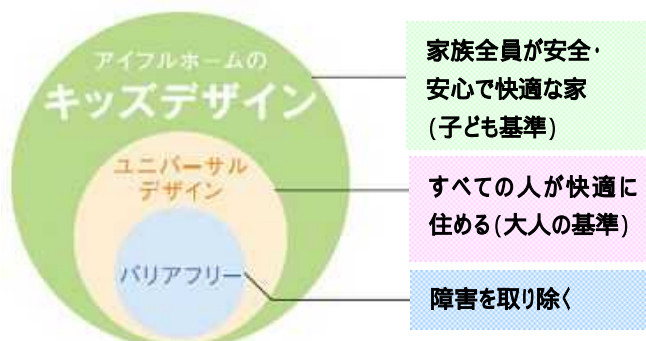 アイフルホームの
キッズデザイン
ユニバーサル
デザイン
バリアフリー
家族全員が安全・
安心で快適な家
(子ども基準)
すべての人が快適に
住める(大人の基準)
障害を取り除く